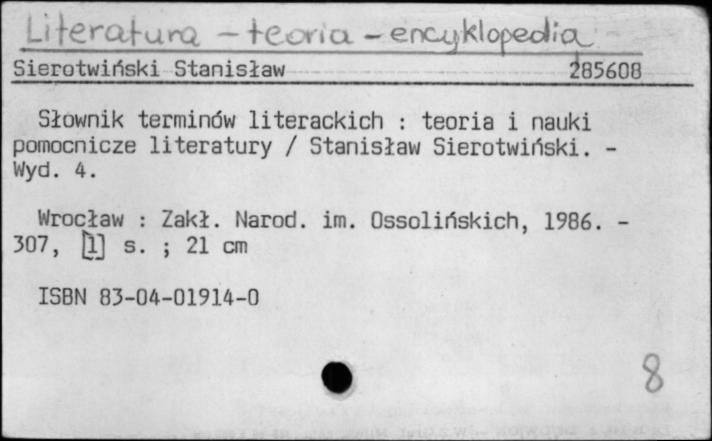 Literatura - teoria - encyklopedia
Sierotwiński Stanisław 285608
Słownik terminów literackich : teoria i nauki
pomocnicze literatury / Stanisław Sierotwiński. -
Wyd. 4.
Wrocław : Zakł. Narod. im. Ossolińskich, 1986. -
307, [1] s. ; 21 cm
ISBN 83-04-01914-0
8